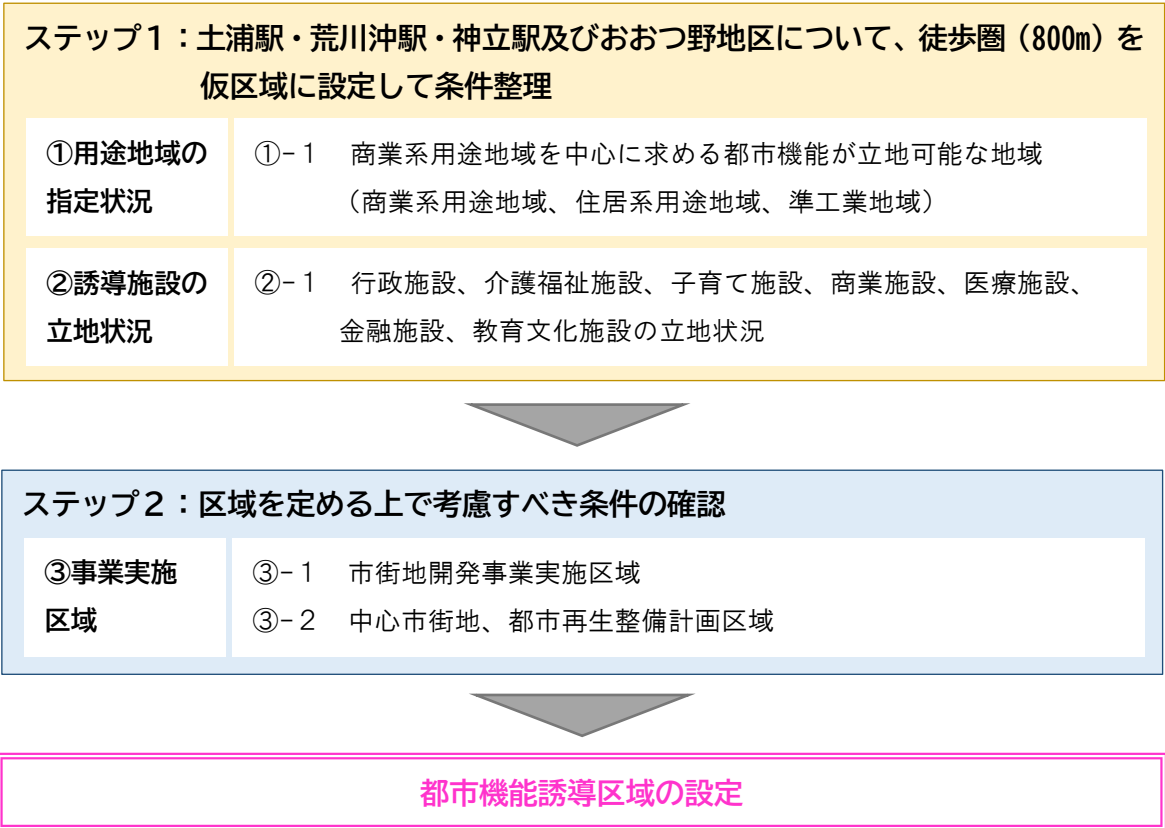 ステップ１：土浦駅・荒川沖駅・神立駅及びおおつ野地区について、徒歩圏（800m）を
仮区域に設定して条件整理
①用途地域の
指定状況
①-１　商業系用途地域を中心に求める都市機能が立地可能な地域
（商業系用途地域、住居系用途地域、準工業地域）
②誘導施設の
立地状況
②-１　行政施設、介護福祉施設、子育て施設、商業施設、医療施設、
金融施設、教育文化施設の立地状況
ステップ２：区域を定める上で考慮すべき条件の確認
③事業実施
区域
③-１　市街地開発事業実施区域
③-２　中心市街地、都市再生整備計画区域
都市機能誘導区域の設定